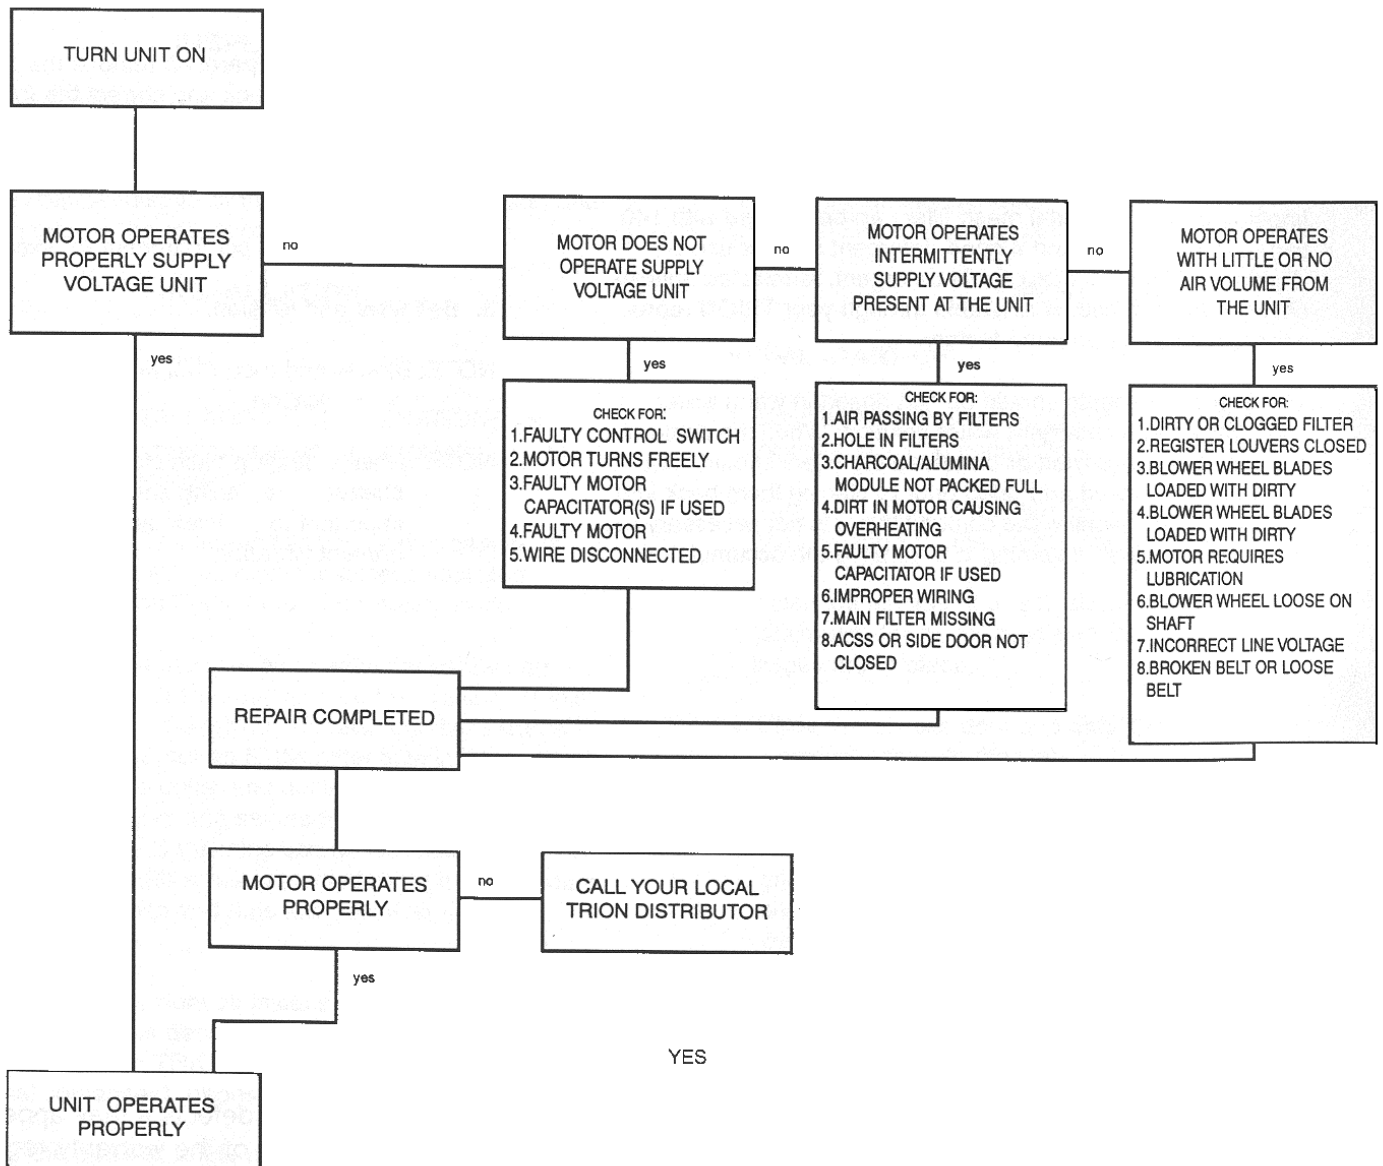 TURN UNIT ON
MOTOR OPERATES
PROPERLY SUPPLY
VOLTAGE UNIT
no
MOTOR DOES NOT
OPERATE SUPPLY
VOLTAGE UNIT
no
MOTOR OPERATES
INTERMITTENTLY
SUPPLY VOLTAGE
PRESENT AT THE UNIT
no
MOTOR OPERATES
WITH LITTLE OR NO
AIR VOLUME FROM
THE UNIT
yes
yes
yes
yes
CHECK FOR:
1.FAULTY CONTROL SWITCH
2.MOTOR TURNS FREELY
3.FAULTY MOTOR
CAPACITATOR(S) IF USED
4.FAULTY MOTOR
5.WIRE DISCONNECTED
CHECK FOR:
1.AIR PASSING BY FILTERS
2.HOLE IN FILTERS
3.CHARCOAL/ALUMINA
MODULE NOT PACKED FULL
4.DIRT IN MOTOR CAUSING
OVERHEATING
5.FAULTY MOTOR
CAPACITATOR IF USED
6.IMPROPER WIRING
7.MAIN FILTER MISSING
8.ACSS OR SIDE DOOR NOT
CLOSED
CHECK FOR:
1.DIRTY OR CLOGGED FILTER
2.REGISTER LOUVERS CLOSED
3.BLOWER WHEEL BLADES
LOADED WITH DIRTY
4.BLOWER WHEEL BLADES
LOADED WITH DIRTY
5.MOTOR REQUIRES
LUBRICATION
6.BLOWER WHEEL LOOSE ON
SHAFT
7.INCORRECT LINE VOLTAGE
8.BROKEN BELT OR LOOSE
BELT
REPAIR COMPLETED
MOTOR OPERATES
PROPERLY
no
CALL YOUR LOCAL
TRION DISTRIBUTOR
yes
YES
UNIT OPERATES
PROPERLY